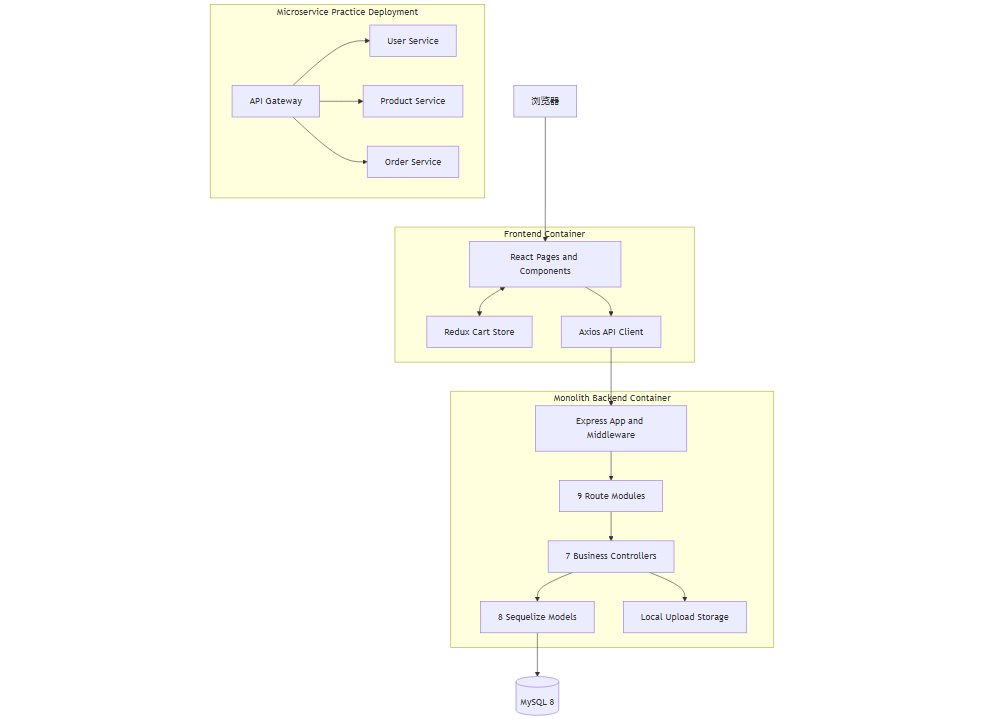 Microservice Practice Deployment
User Service
API Gateway
Product Service
Order Service
浏览器
Frontend Container
React Pages and
Components
Redux Cart Store
Axios API Client
Monolith Backend Container
Express App and
Middleware
9 Route Modules
7 Business Controllers
8 Sequelize Models
Local Upload Storage
MySQL 8